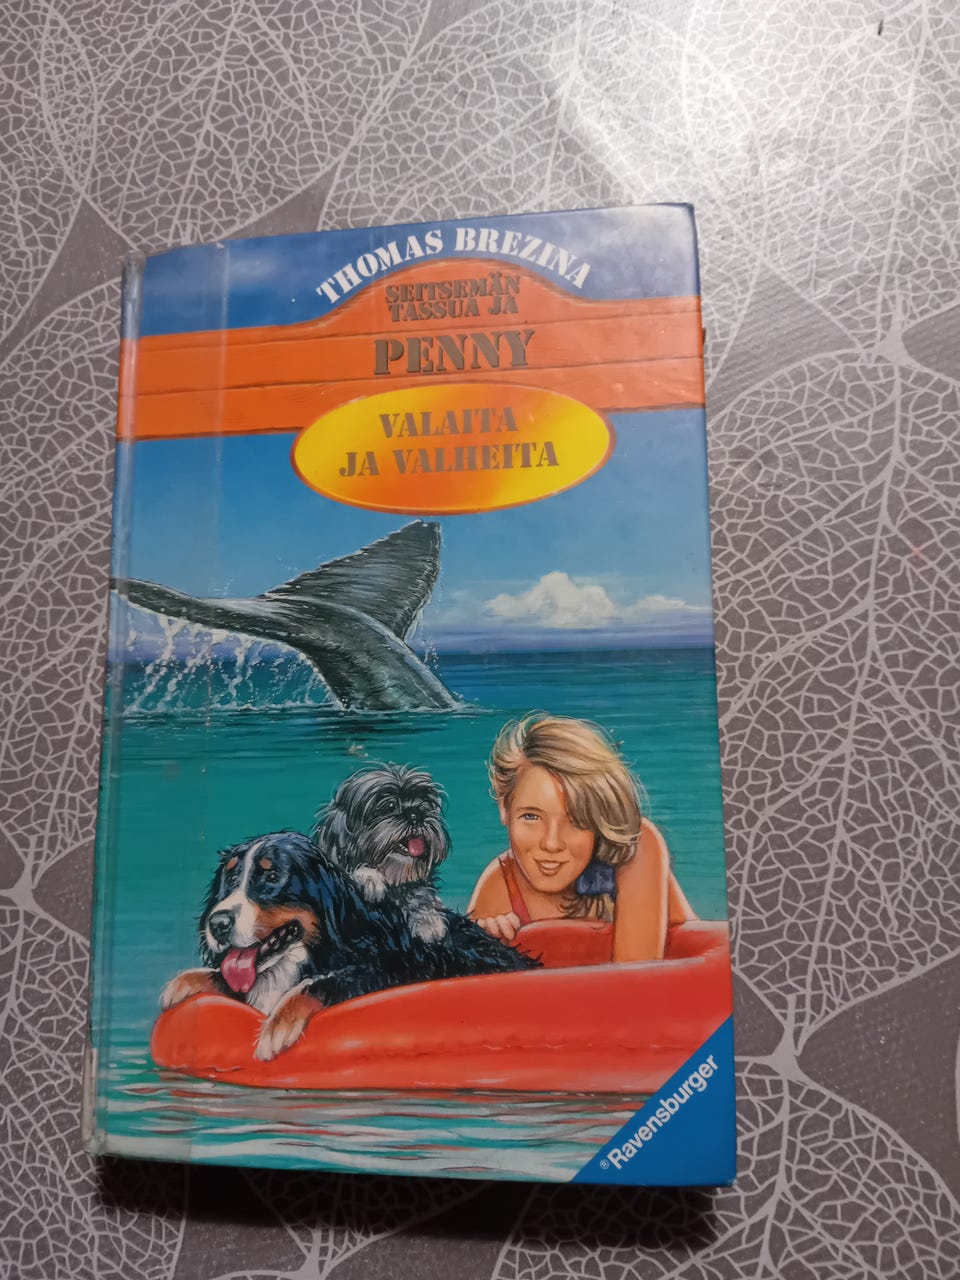 THOMAS BREZINA
SEITSEMÄN
TASSUA JA
PENNY
VALAITA
JA VALHEITA
®Ravensburger